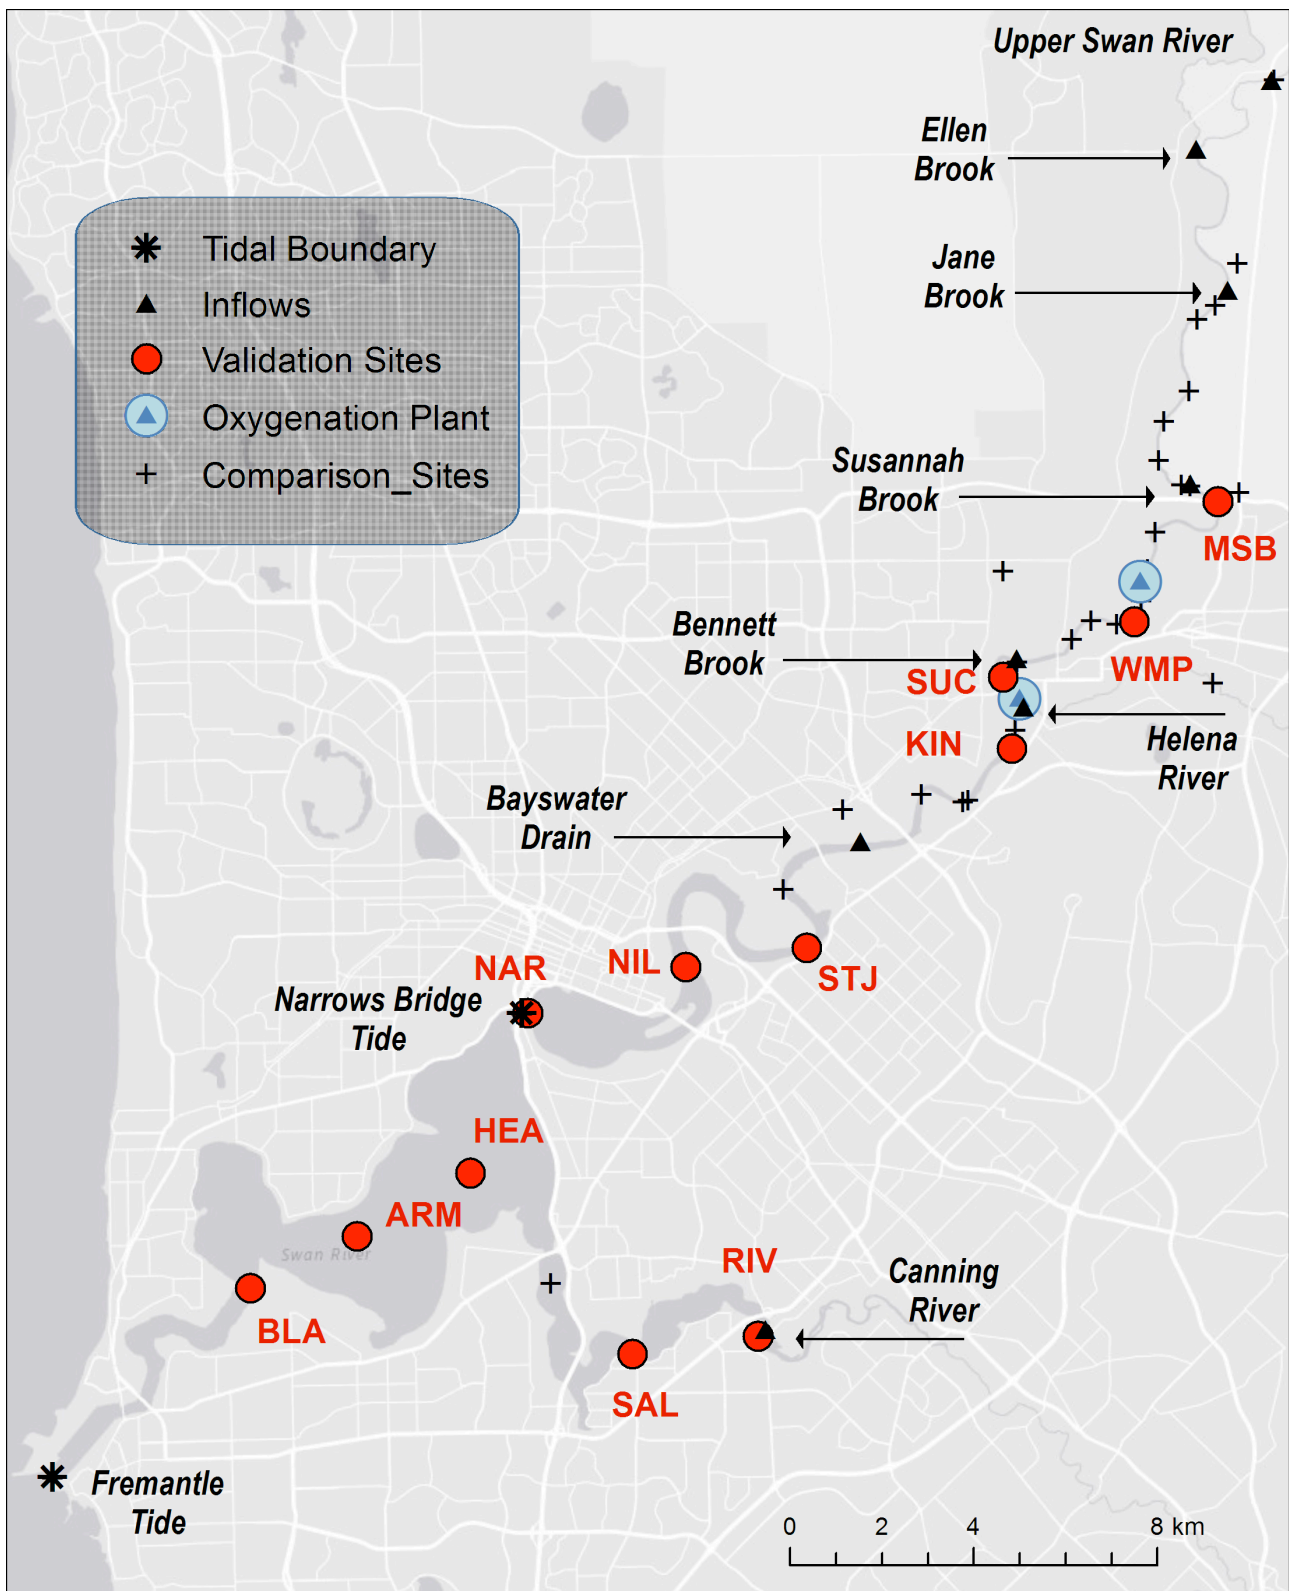 Upper Swan River
Ellen
Brook
Tidal Boundary
Inflows
Validation Sites
Oxygenation Plant
Comparison_Sites
Jane
Brook
Susannah
Brook
MSB
Bennett
Brook
SUC
WMP
KIN
Helena
River
Bayswater
Drain
NAR
NIL
STJ
Narrows Bridge
Tide
HEA
ARM
Swan River
RIV
Canning
River
BLA
SAL
Fremantle
Tide
0 2 4 8 km